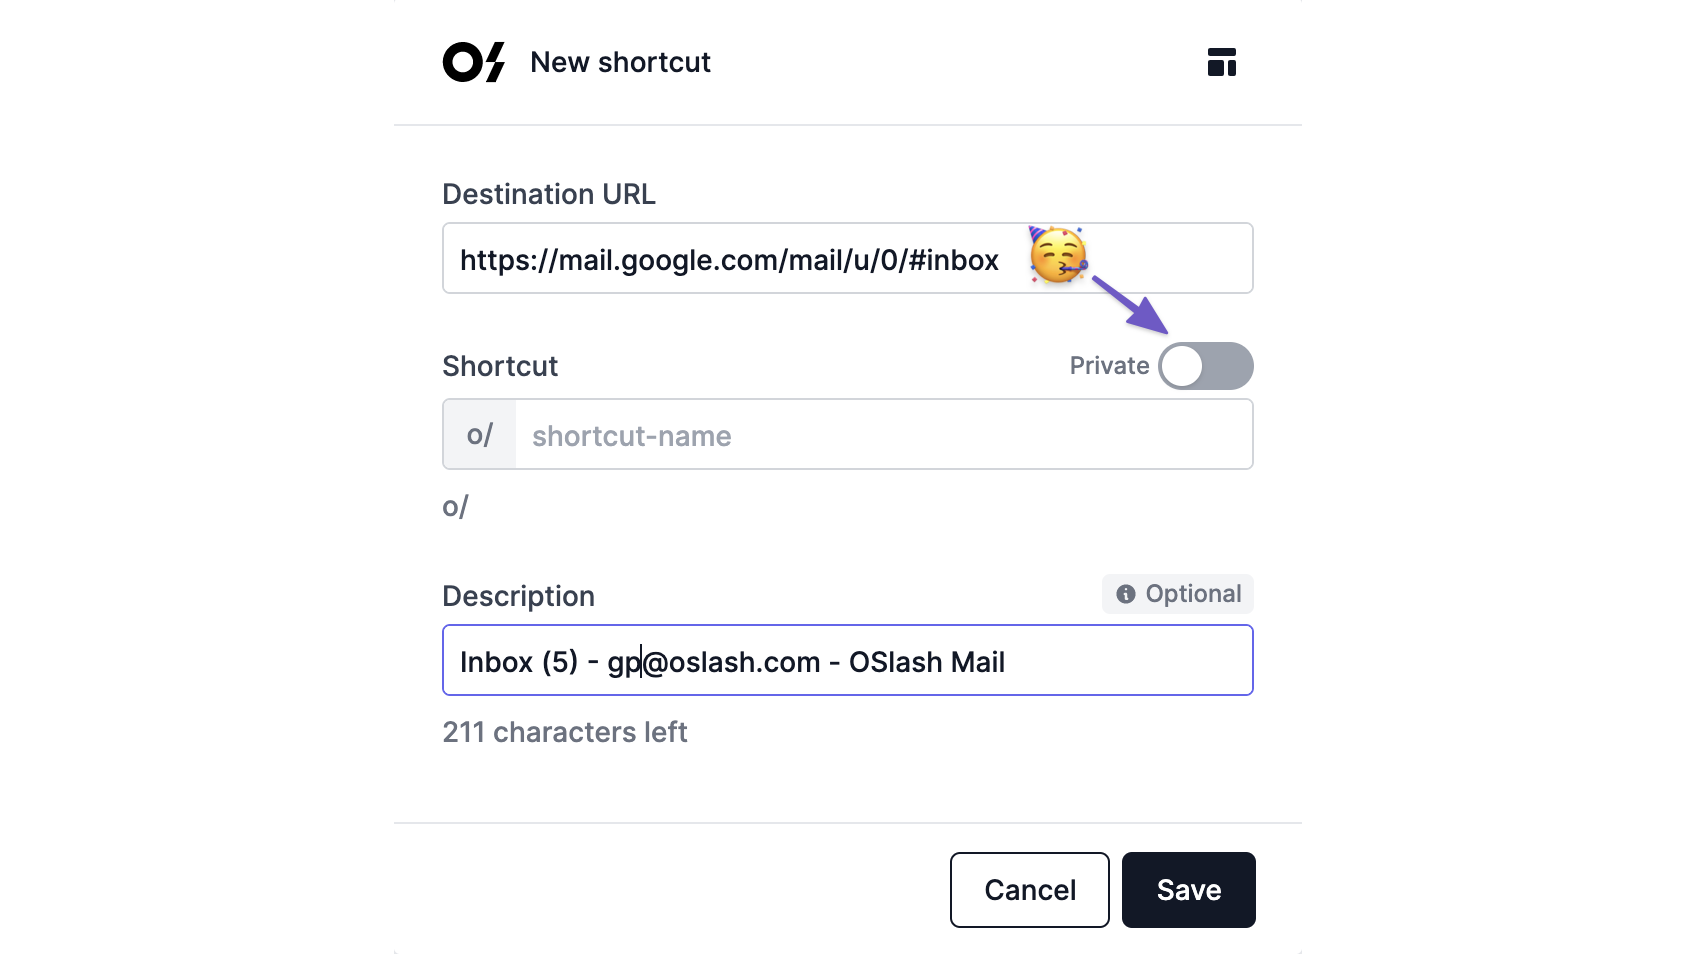 O/ New shortcut
Destination URL
https://mail.google.com/mail/u/0/#inbox
Shortcut
Private
o/ shortcut-name
o/
Description
Optional
Inbox (5) - gp@oslash.com - OSlash Mail
211 characters left
Cancel
Save